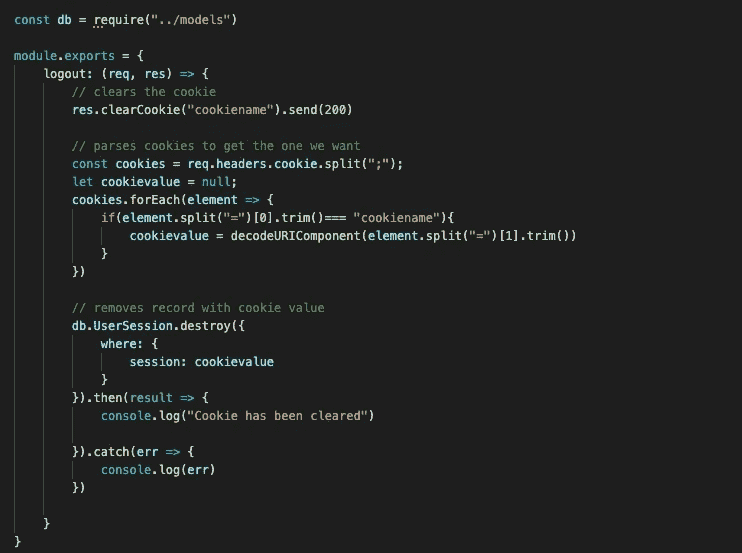 const db = require("../models")

module.exports = {
    logout: (req, res) => {
        // clears the cookie
        res.clearCookie("cookiename").send(200)

        // parses cookies to get the one we want
        const cookies = req.headers.cookie.split(";");
        let cookievalue = null;
        cookies.forEach(element => {
            if(element.split("=")[0].trim()=== "cookiename"){
                cookievalue = decodeURIComponent(element.split("=")[1].trim())
            }
        })

        // removes record with cookie value
        db.UserSession.destroy({
            where: {
                session: cookievalue
            }
        }).then(result => {
            console.log("Cookie has been cleared")

        }).catch(err => {
            console.log(err)
        })

    }
}